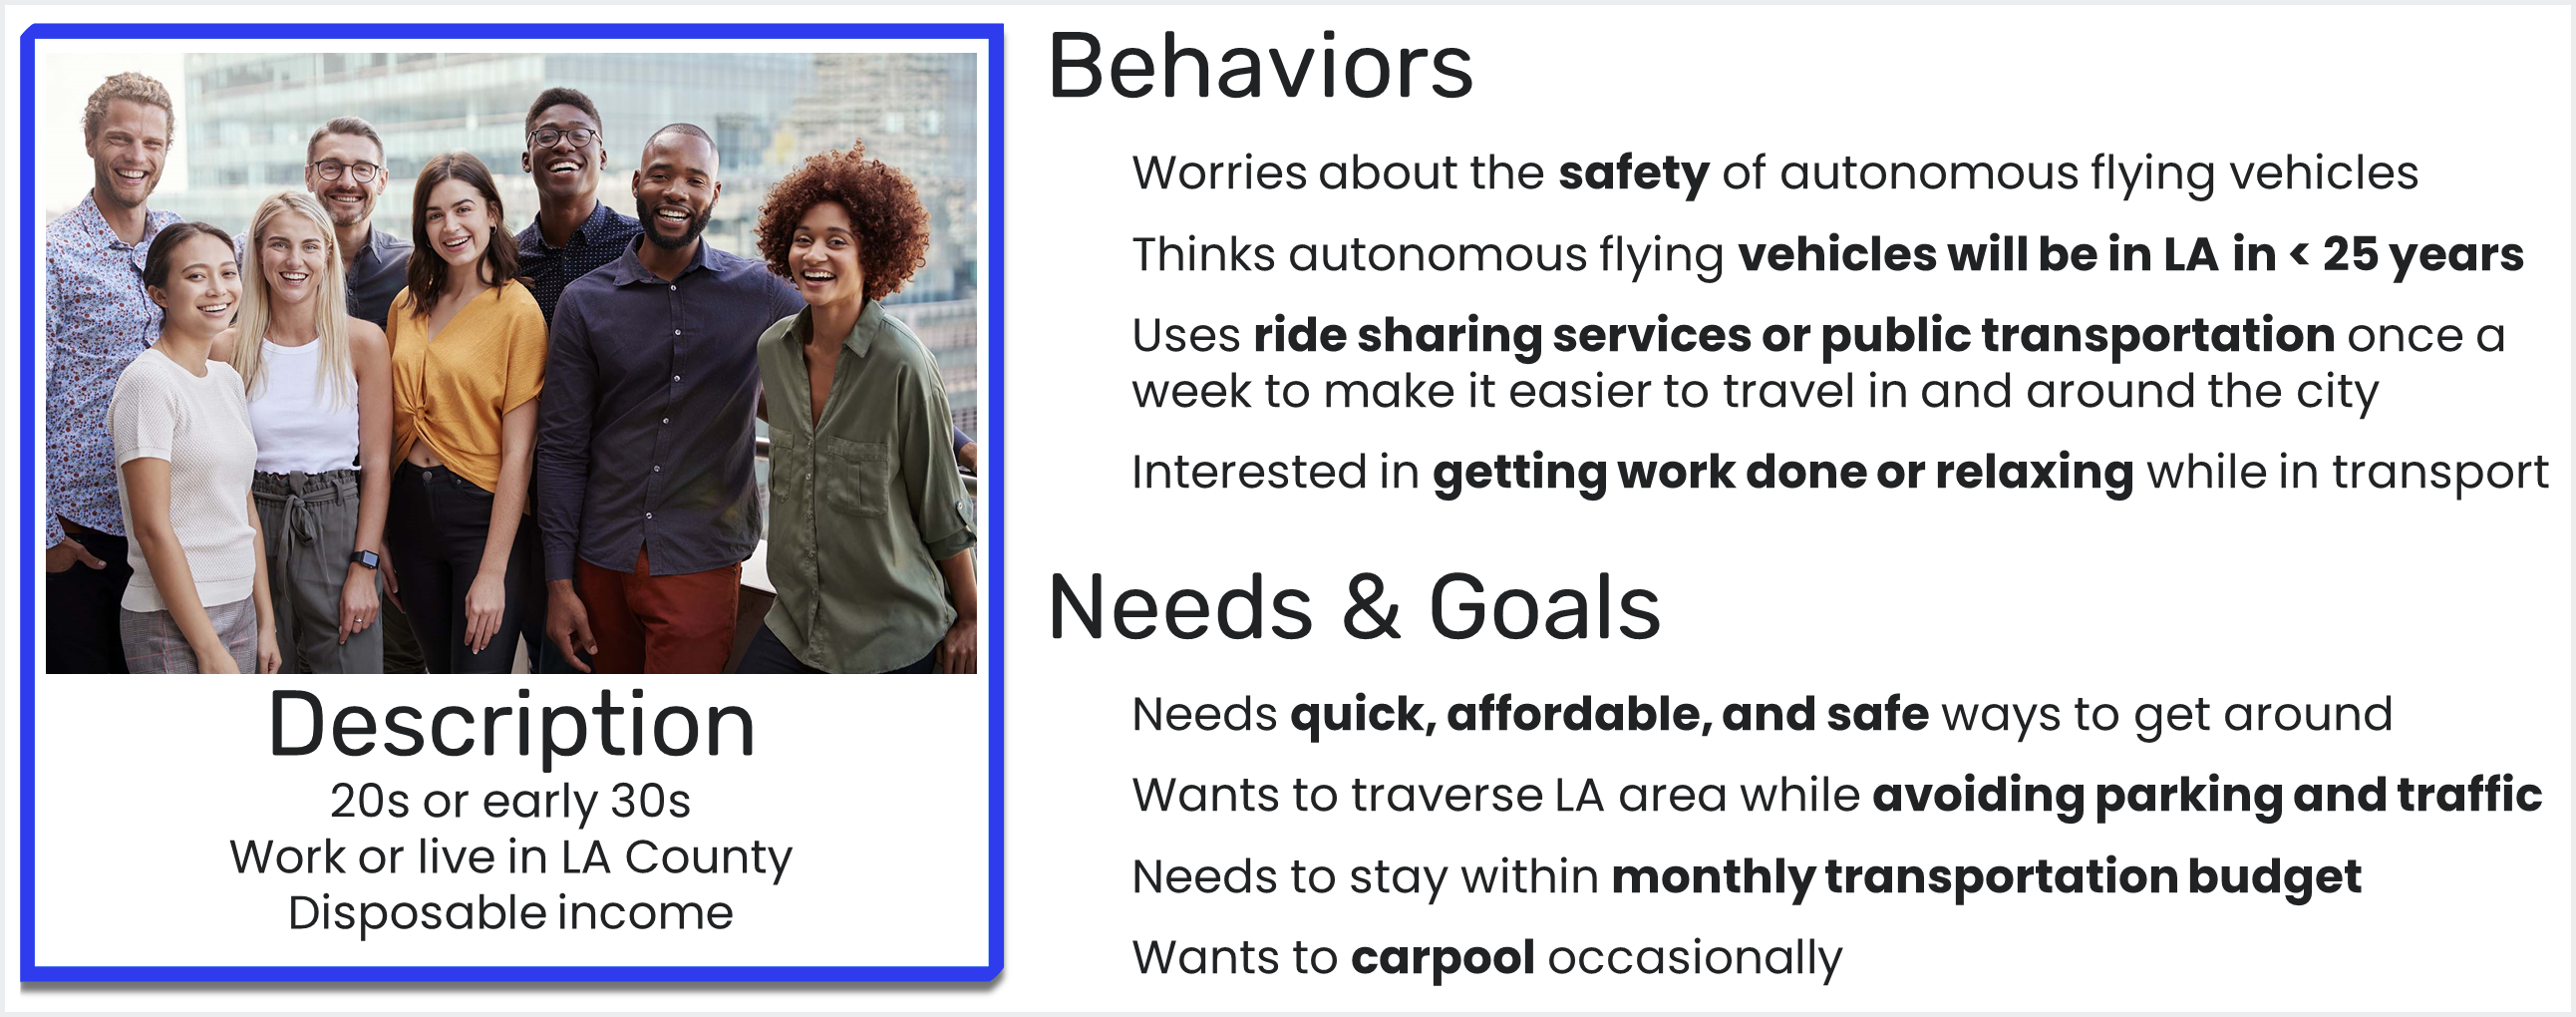 Behaviors
Worries about the safety of autonomous flying vehicles
Thinks autonomous flying vehicles will be in LA in < 25 years
Uses ride sharing services or public transportation once a
week to make it easier to travel in and around the city
Interested in getting work done or relaxing while in transport
Needs & Goals
Needs quick, affordable, and safe ways to get around
Wants to traverse LA area while avoiding parking and traffic
Needs to stay within monthly transportation budget
Wants to carpool occasionally
Description
20s or early 30s
Work or live in LA County
Disposable income